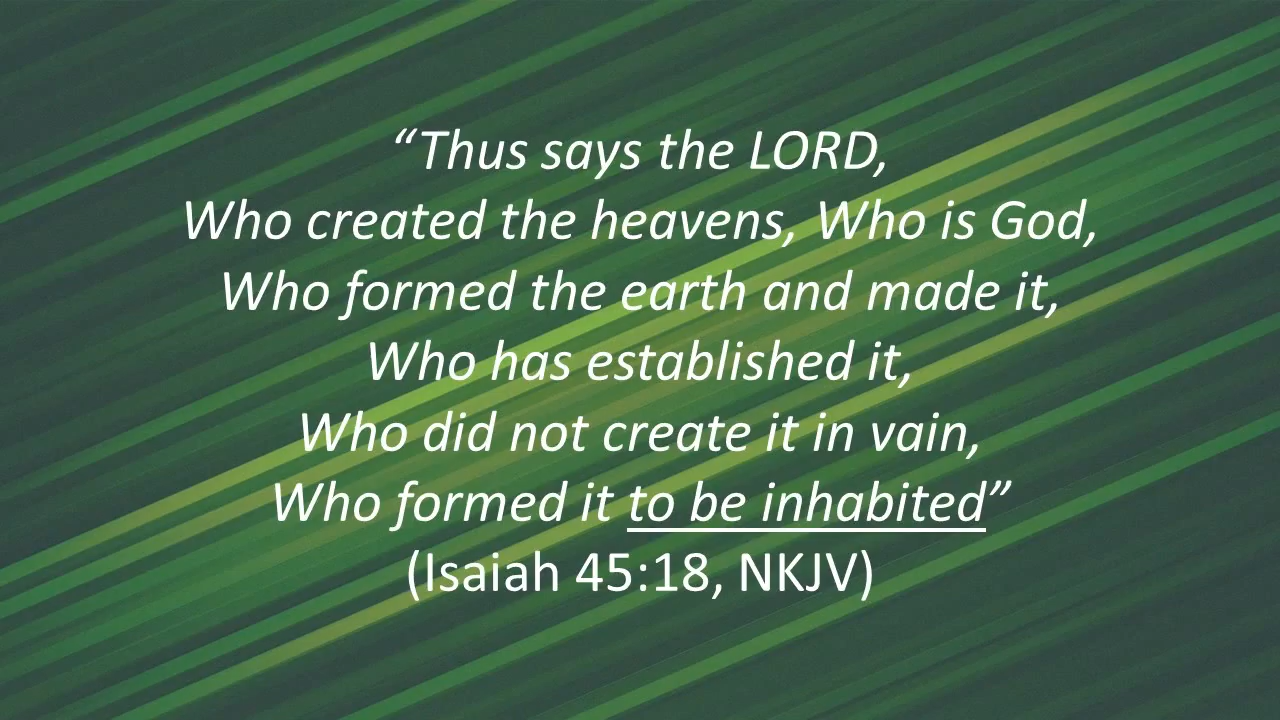 “Thus says the LORD,
Who created the heavens, Who is God,
Who formed the earth and made it,
Who has established it,
Who did not create it in vain,
Who formed it to be inhabited”
(Isaiah 45:18, NKJV)